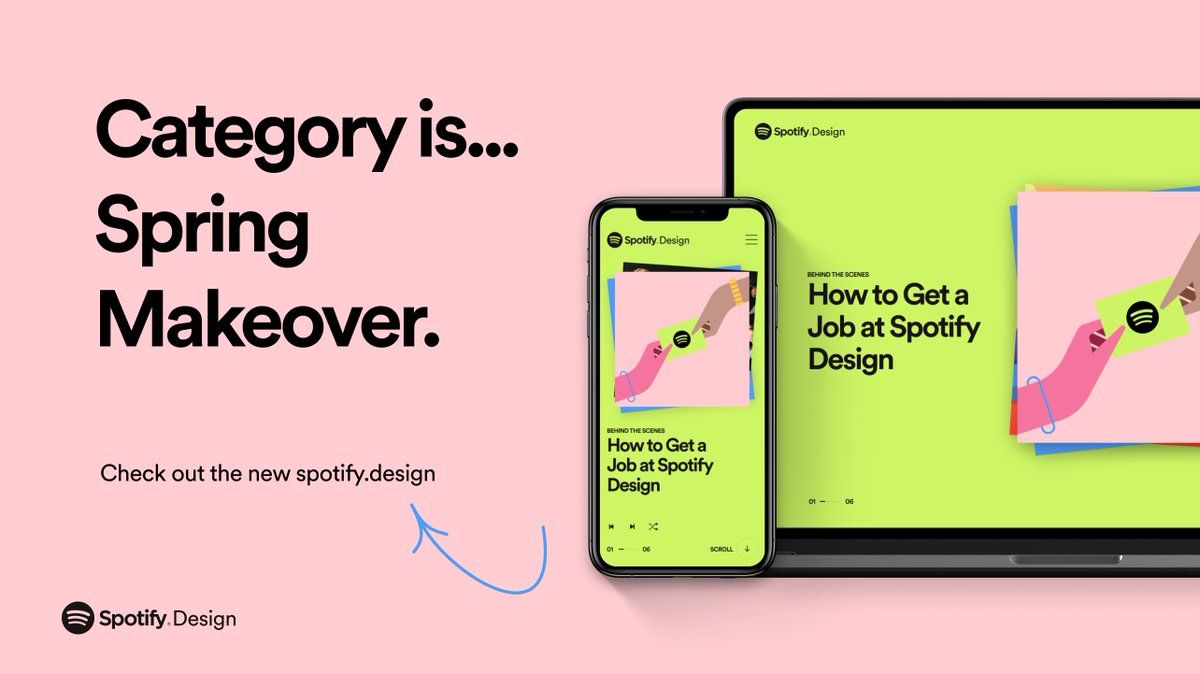 Category is...
Spring
Makeover.
Check out the new spotify.design
Spotify.Design
Spotify.Design
BEHIND THE SCENES
How to Get a
Job at Spotify
Design
01
06
SCROLL
Spotify.Design
BEHIND THE SCENES
How to Get a
Job at Spotify
Design
01
06